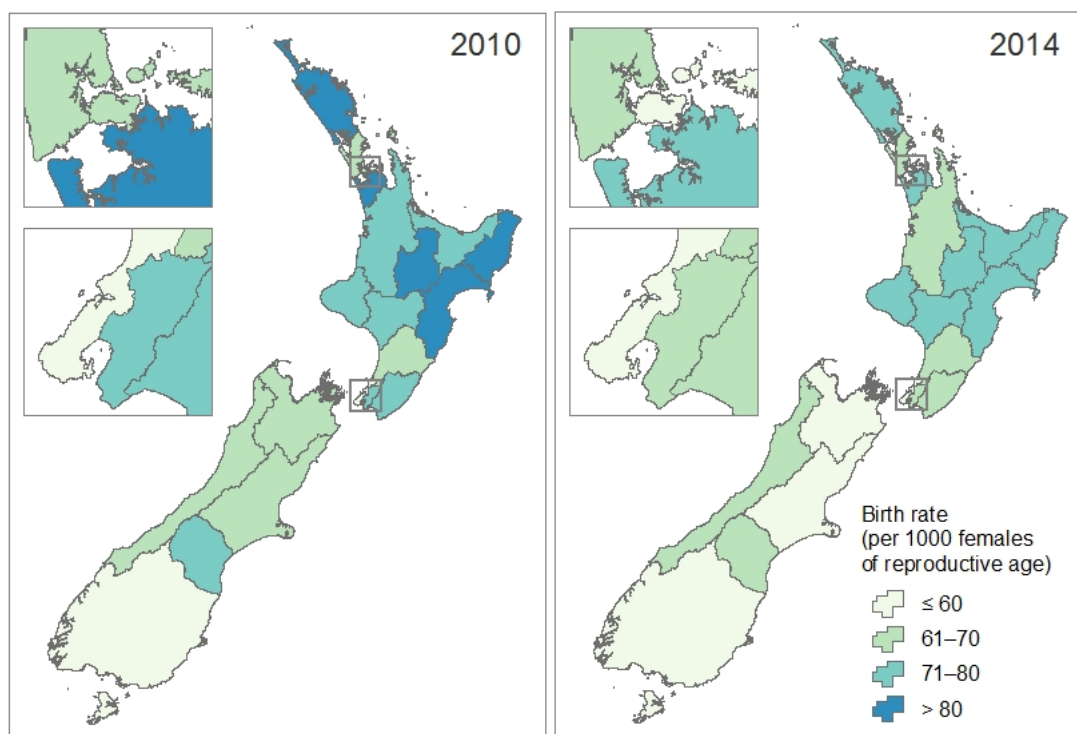 2010
2014
Birth rate
(per 1000 females
of reproductive age)
≤ 60
61–70
71–80
> 80